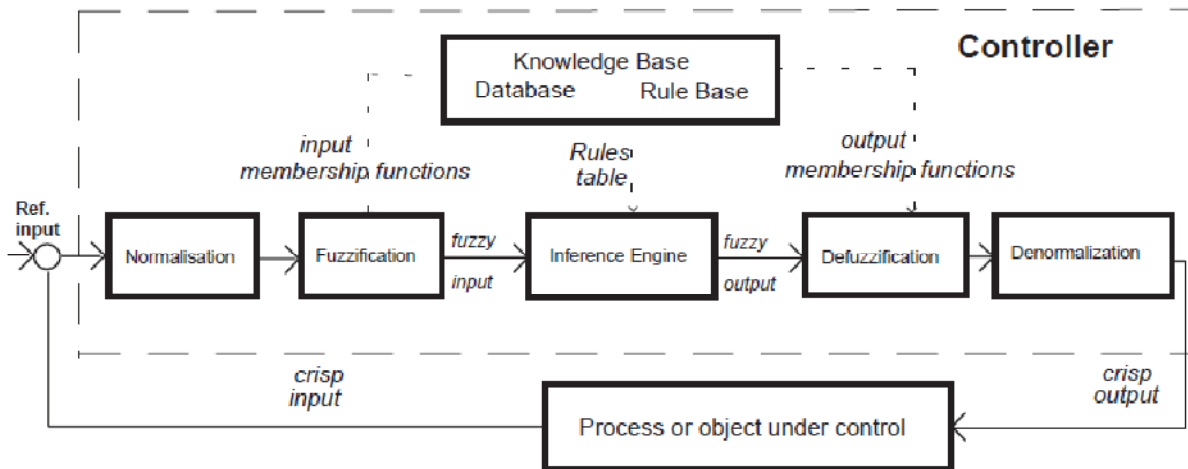 Controller
Knowledge Base
Database Rule Base
input
membership functions
Rules
table
output
membership functions
Ref.
input
Normalisation
Fuzzification
fuzzy
input
Inference Engine
fuzzy
output
Defuzzification
Denormalization
crisp
input
crisp
output
Process or object under control